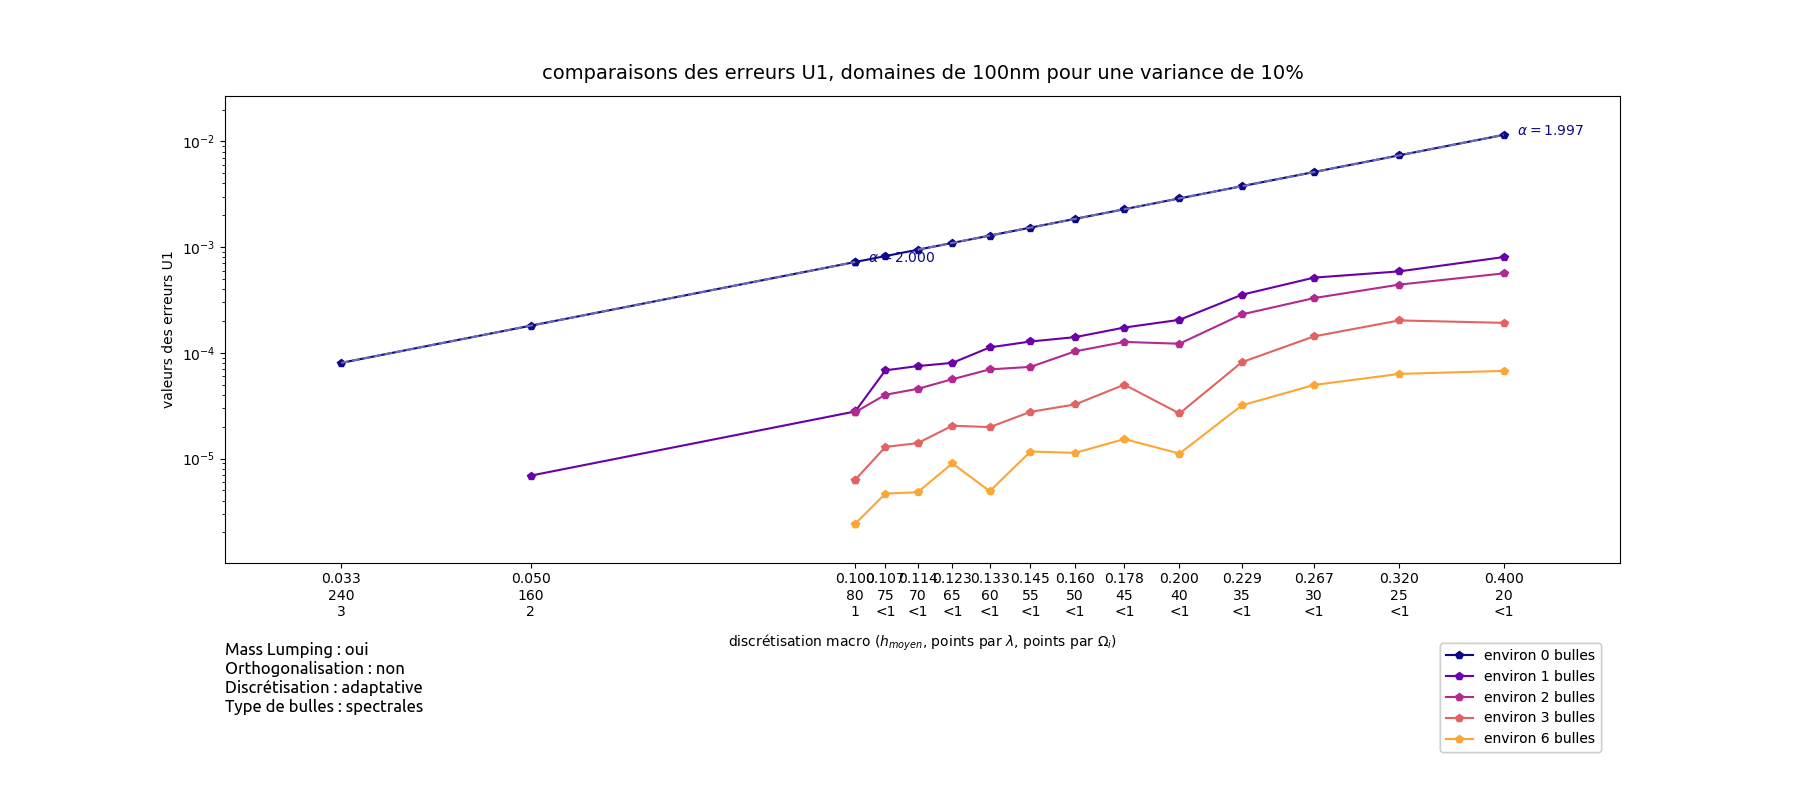 comparaisons des erreurs U1, domaines de 100nm pour une variance de 10%
valeurs des erreurs U1
10⁻²
10⁻³
10⁻⁴
10⁻⁵
α = 1.997
α = 2.000
0.033 0.050 0.100 0.107 0.114 0.123 0.133 0.145 0.160 0.178 0.200 0.229 0.267 0.320 0.400
240 160 80 75 70 65 60 55 50 45 40 35 30 25 20
3 2 1 <1 <1 <1 <1 <1 <1 <1 <1 <1 <1 <1 <1
discrétisation macro (h_moyen, points par λ, points par Ω_i)
Mass Lumping : oui
Orthogonalisation : non
Discrétisation : adaptative
Type de bulles : spectrales
environ 0 bulles
environ 1 bulles
environ 2 bulles
environ 3 bulles
environ 6 bulles